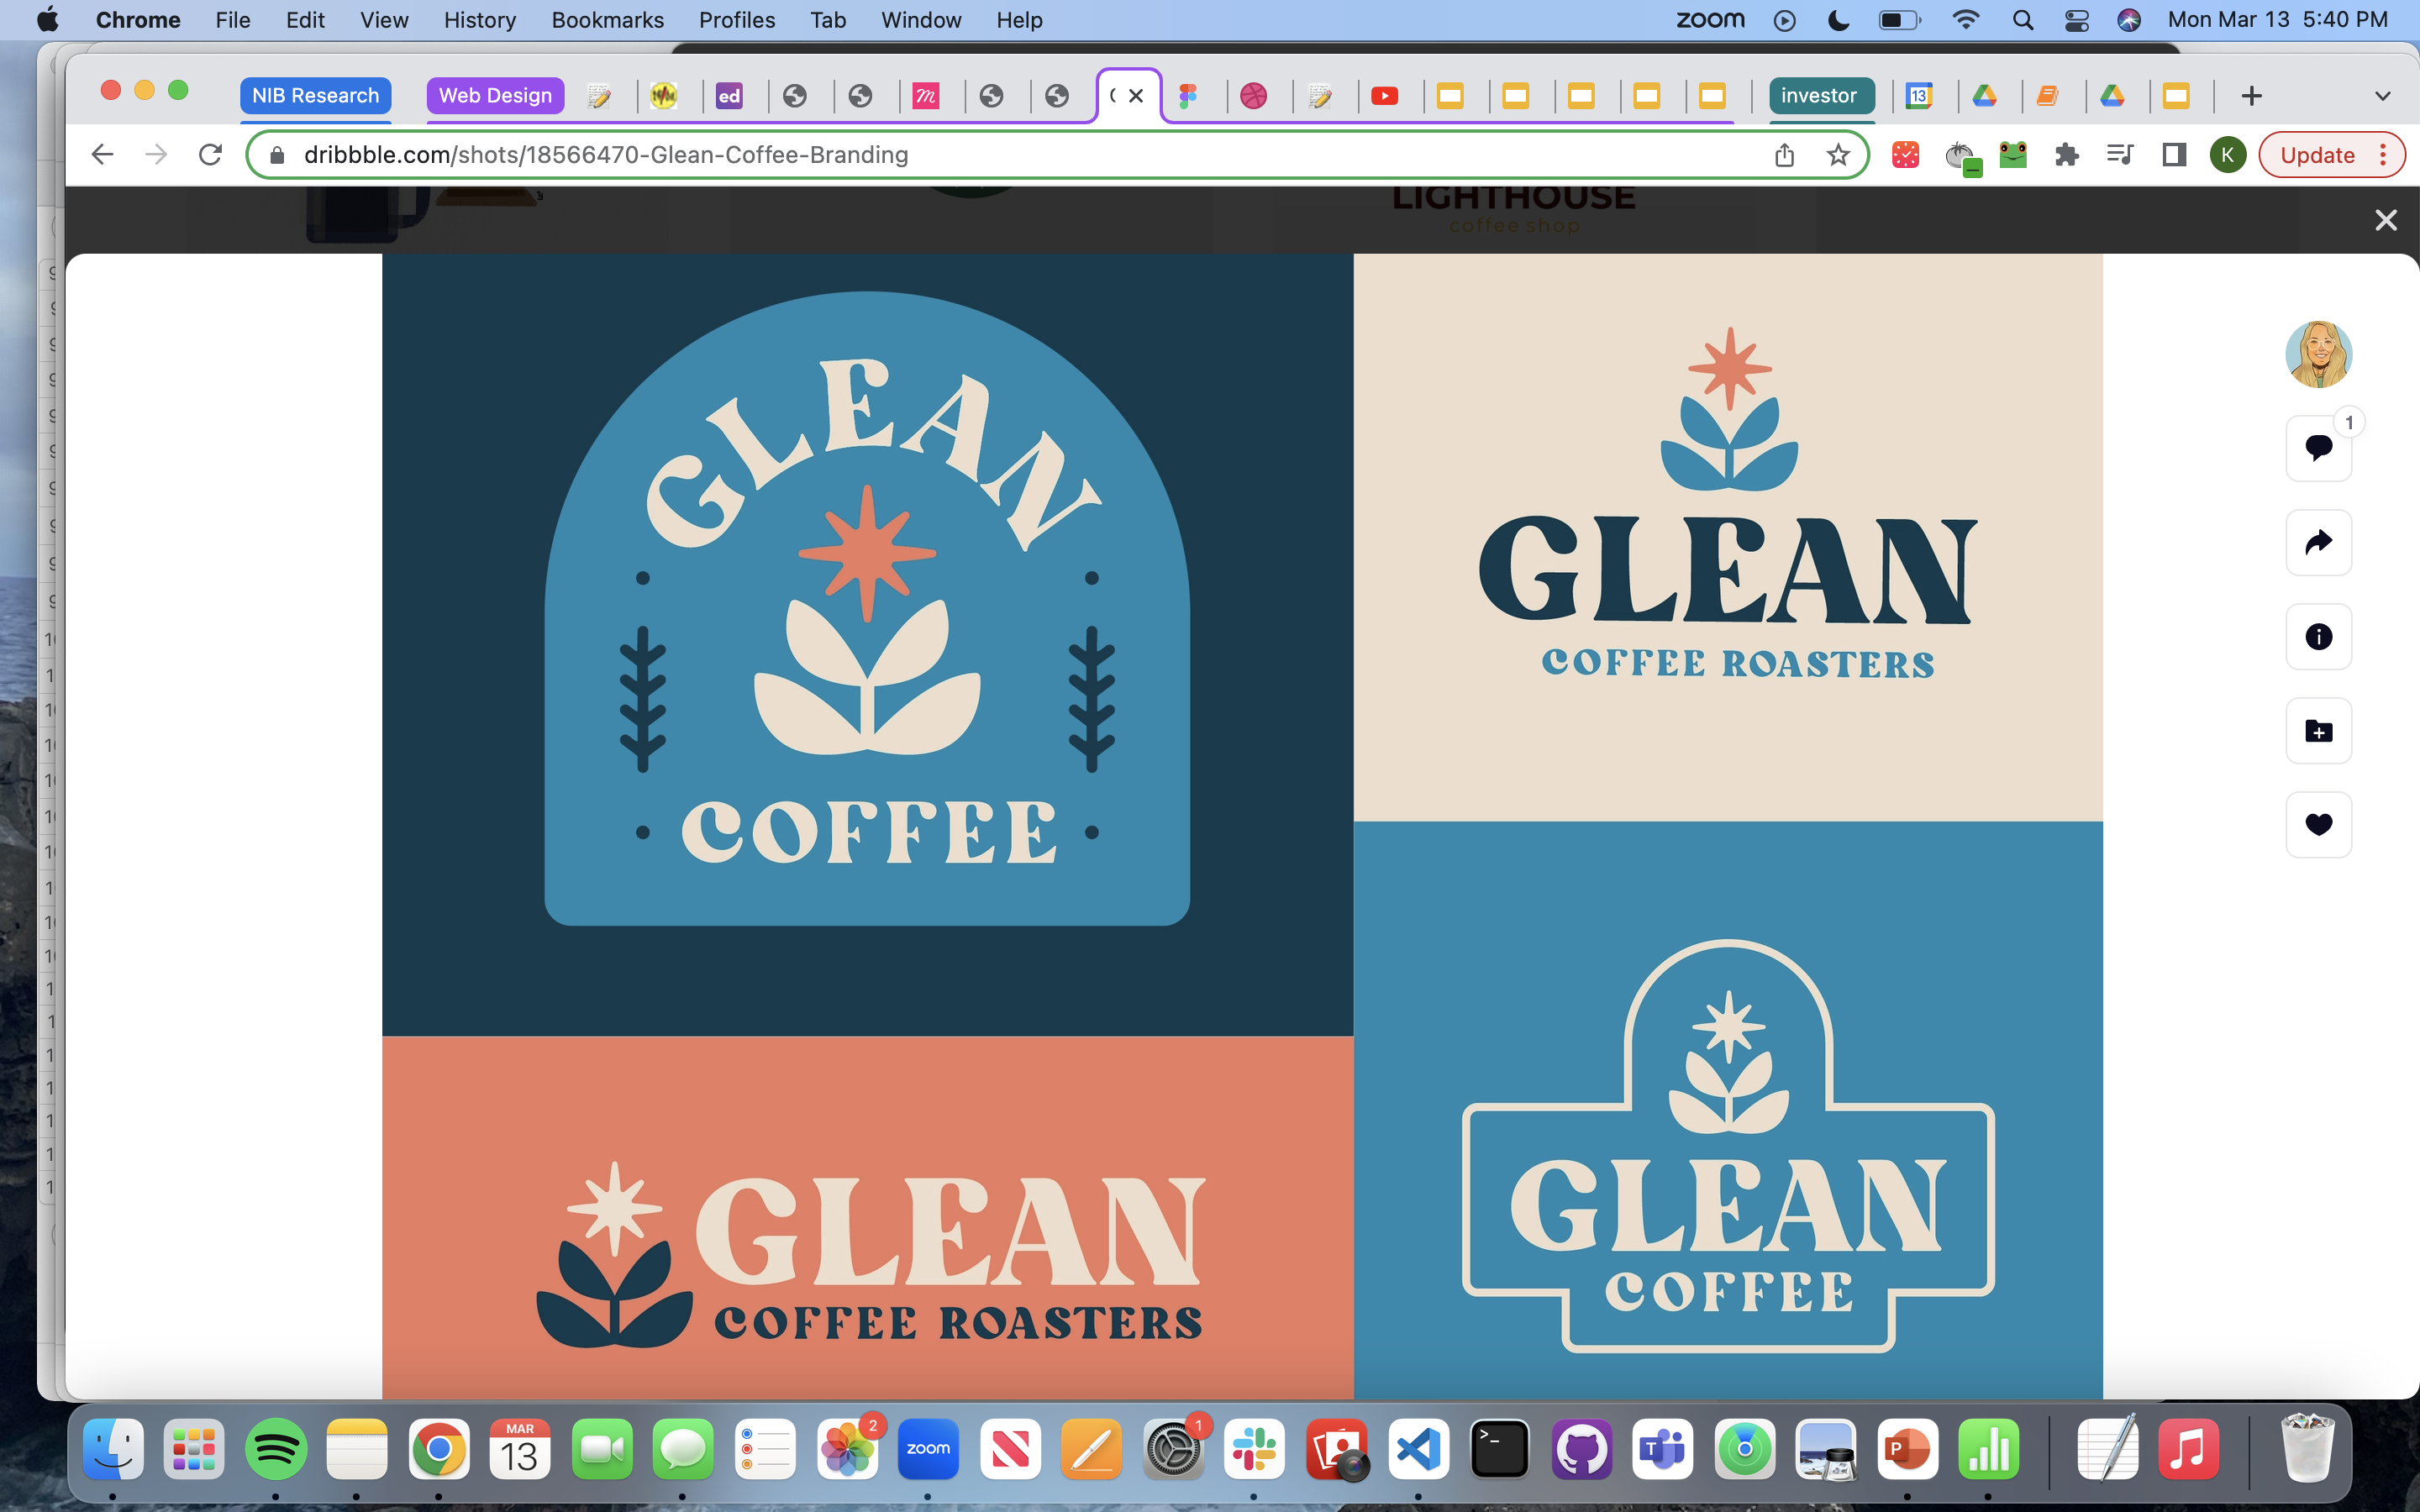 Chrome File Edit View History Bookmarks Profiles Tab Window Help zoom Mon Mar 13 5:40 PM
NIB Research Web Design ed investor 13
dribbble.com/shots/18566470-Glean-Coffee-Branding K Update
LIGHTHOUSE
coffee shop
GLEAN
COFFEE
GLEAN
COFFEE ROASTERS
1
GLEAN
COFFEE ROASTERS
GLEAN
COFFEE
MAR
13
2
zoom
1